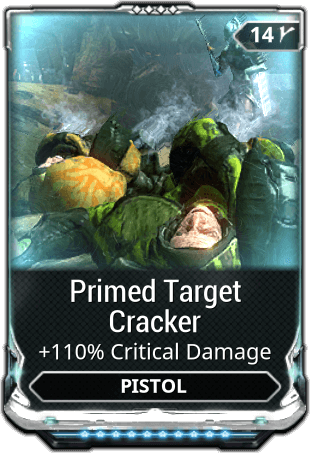 14
Primed Target
Cracker
+110% Critical Damage
PISTOL